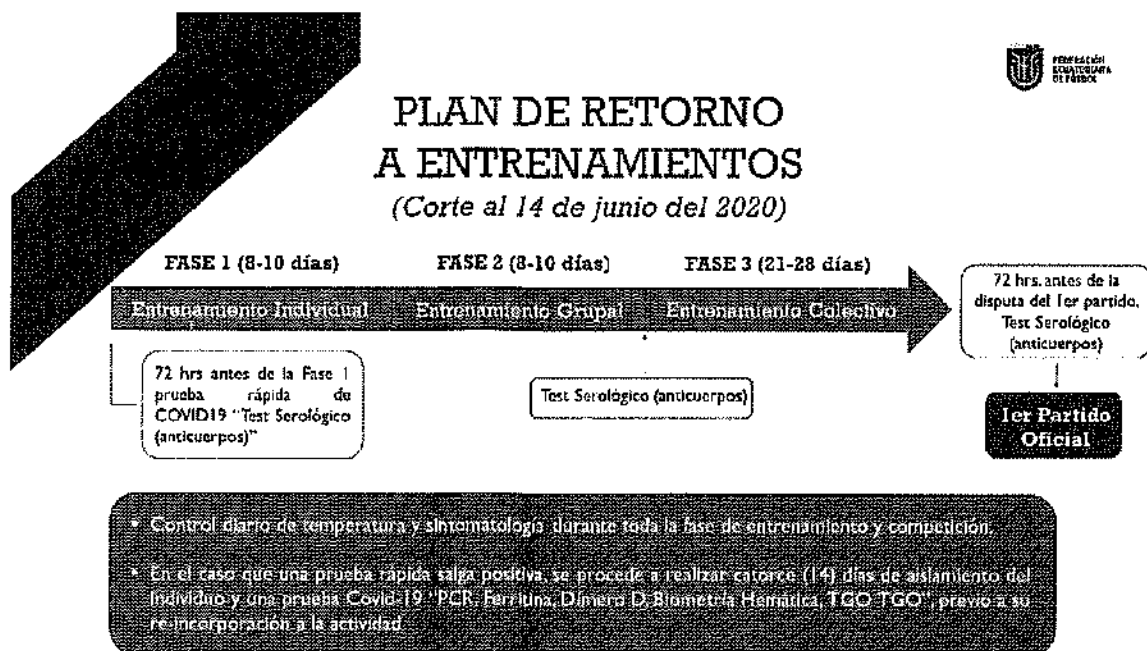 FEDERACIÓN
ECUATORIANA
DE FÚTBOL
PLAN DE RETORNO
A ENTRENAMIENTOS
(Corte al 14 de junio del 2020)
FASE 1 (8-10 días)
FASE 2 (8-10 días)
FASE 3 (21-28 días)
Entrenamiento Individual
Entrenamiento Grupal
Entrenamiento Colectivo
72 hrs. antes de la
disputa del 1er partido,
Test Serológico
(anticuerpos)
72 hrs antes de la Fase 1
prueba rápida de
COVID19 "Test Serológico
(anticuerpos)"
Test Serológico (anticuerpos)
1er Partido
Oficial
• Control diario de temperatura y sintomatología durante toda la fase de entrenamiento y competición.
• En el caso que una prueba rápida salga positiva, se procede a realizar catorce (14) días de aislamiento del
individuo y una prueba Covid-19 "PCR, Ferritina, Dímero D, Biometría Hemática, TGO TGO", previo a su
re-incorporación a la actividad